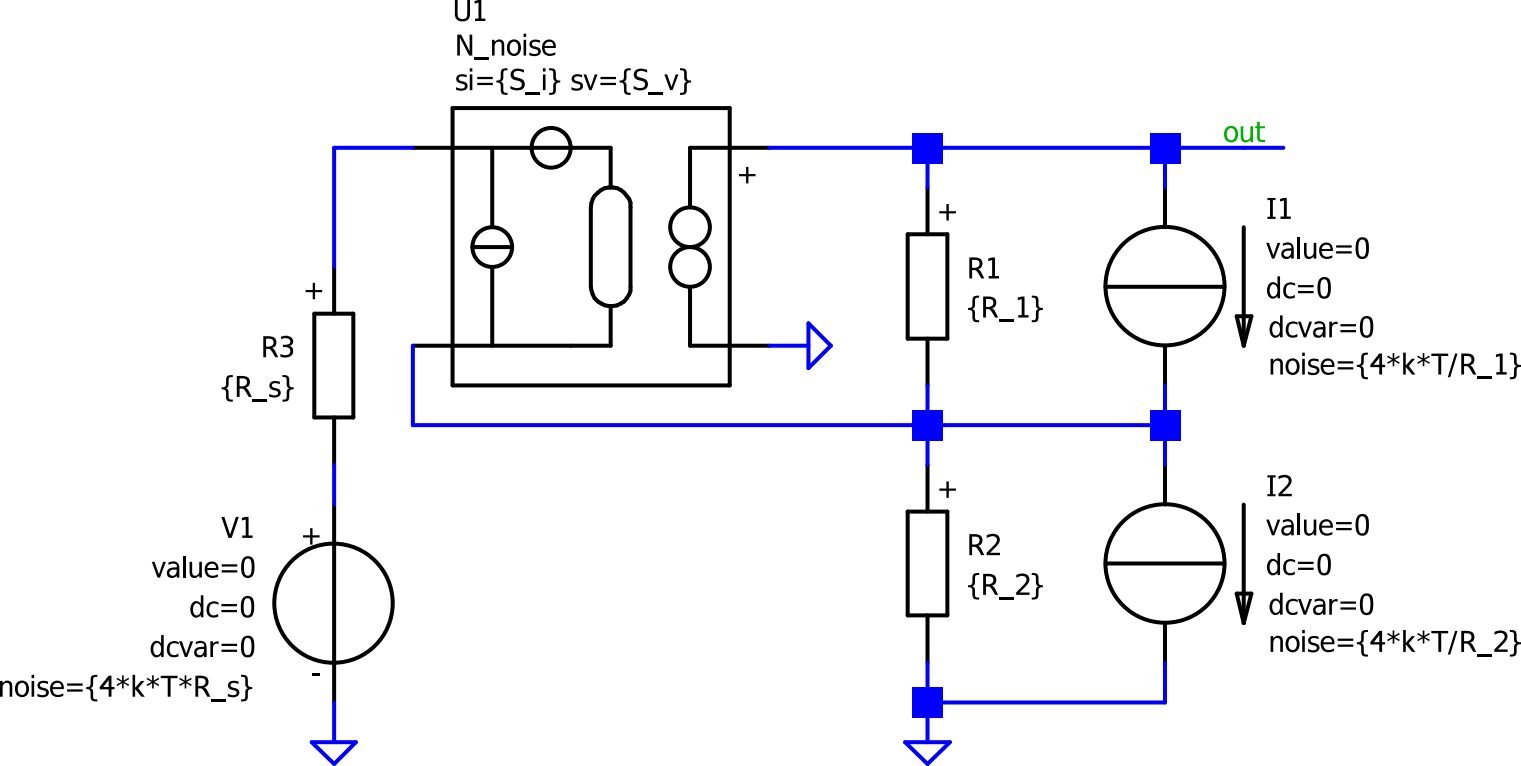 U1
N_noise
si={S_i} sv={S_v}
+
out
+
I1
value=0
dc=0
dcvar=0
noise={4*k*T/R_1}
R1
{R_1}
+
R3
{R_s}
+
I2
value=0
dc=0
dcvar=0
noise={4*k*T/R_2}
R2
{R_2}
V1
value=0
dc=0
dcvar=0
noise={4*k*T*R_s}
+
-